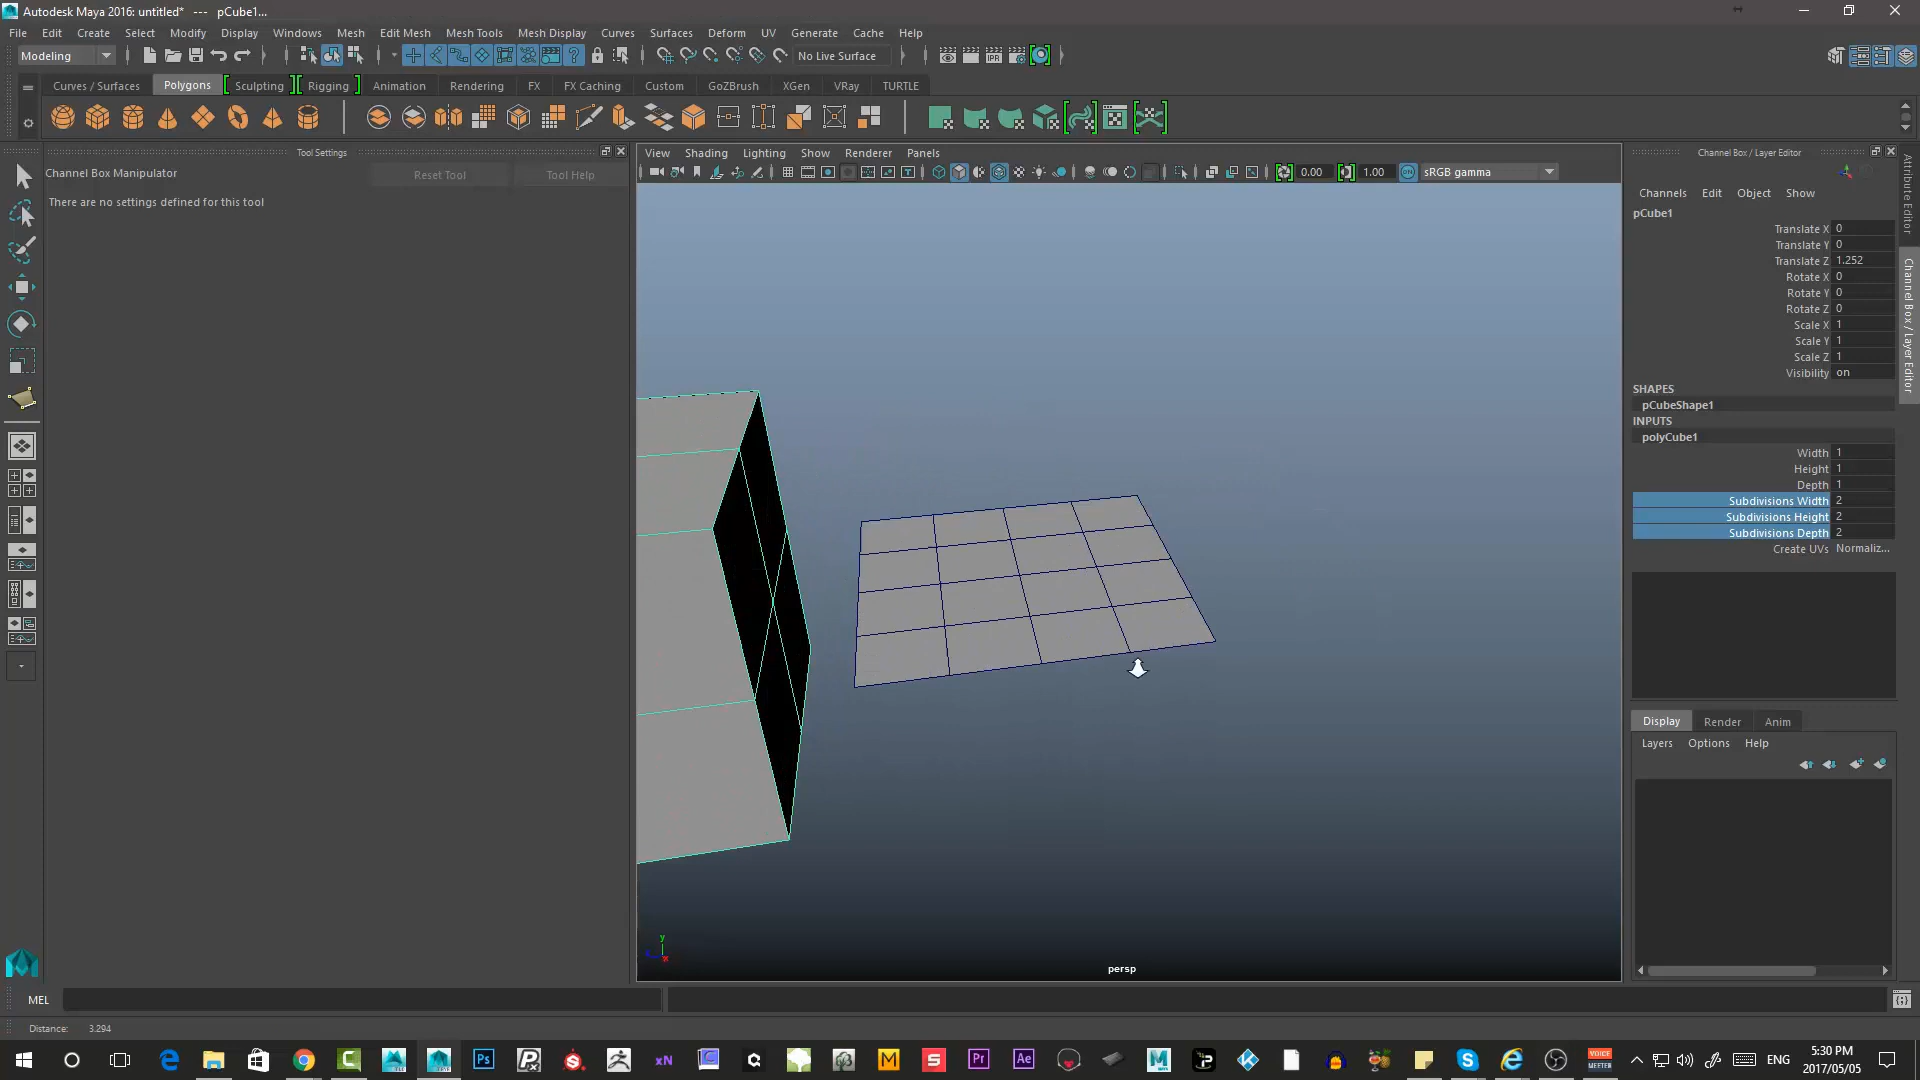 Autodesk Maya 2016: untitled* --- pCube1...
File Edit Create Select Modify Display Windows Mesh Edit Mesh Mesh Tools Mesh Display Curves Surfaces Deform UV Generate Cache Help
Modeling No Live Surface IPR
Curves / Surfaces Polygons Sculpting Rigging Animation Rendering FX FX Caching Custom GoZBrush XGen VRay TURTLE
Tool Settings
Channel Box Manipulator Reset Tool Tool Help
There are no settings defined for this tool
View Shading Lighting Show Renderer Panels
0.00 1.00 sRGB gamma
persp
Channel Box / Layer Editor
Channels Edit Object Show
pCube1
Translate X 0
Translate Y 0
Translate Z 1.252
Rotate X 0
Rotate Y 0
Rotate Z 0
Scale X 1
Scale Y 1
Scale Z 1
Visibility on
SHAPES
pCubeShape1
INPUTS
polyCube1
Width 1
Height 1
Depth 1
Subdivisions Width 2
Subdivisions Height 2
Subdivisions Depth 2
Create UVs Normaliz...
Display Render Anim
Layers Options Help
Attribute Editor
Channel Box / Layer Editor
MEL
Distance: 3.294
ENG
5:30 PM
2017/05/05